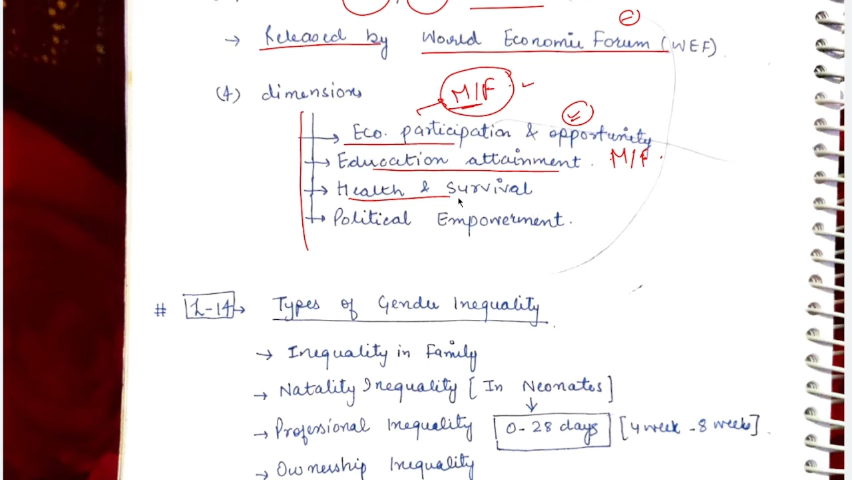 → Released by World Economic Forum (WEF)
(4) dimensions M/F
→ Eco. participation & opportunity
→ Education attainment. M/F.
→ Health & Survival
→ Political Empowerment.
# L-14 → Types of Gender Inequality
→ Inequality in Family
→ Natality Inequality [In Neonates]
→ Professional Inequality 0-28 days [4 week - 8 week]
→ Ownership Inequality